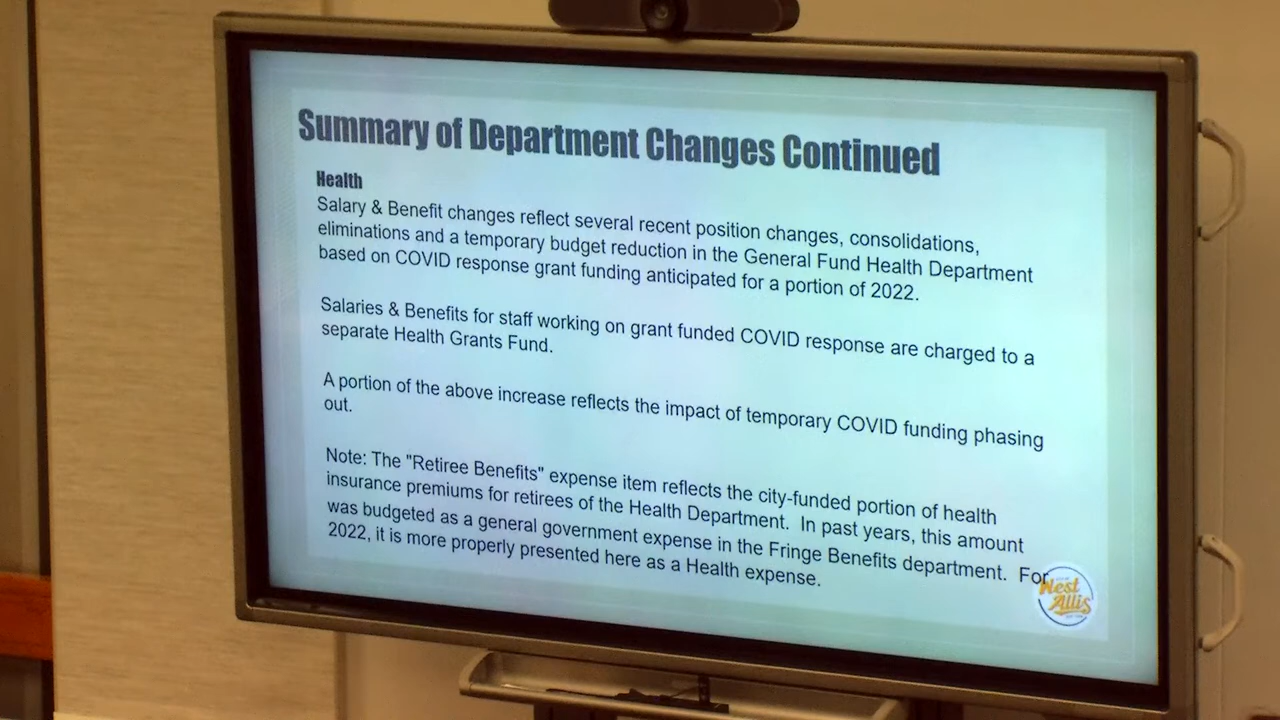 Summary of Department Changes Continued
Health
Salary & Benefit changes reflect several recent position changes, consolidations,
eliminations and a temporary budget reduction in the General Fund Health Department
based on COVID response grant funding anticipated for a portion of 2022.
Salaries & Benefits for staff working on grant funded COVID response are charged to a
separate Health Grants Fund.
A portion of the above increase reflects the impact of temporary COVID funding phasing
out.
Note: The "Retiree Benefits" expense item reflects the city-funded portion of health
insurance premiums for retirees of the Health Department. In past years, this amount
was budgeted as a general government expense in the Fringe Benefits department. For
2022, it is more properly presented here as a Health expense.
West
Allis